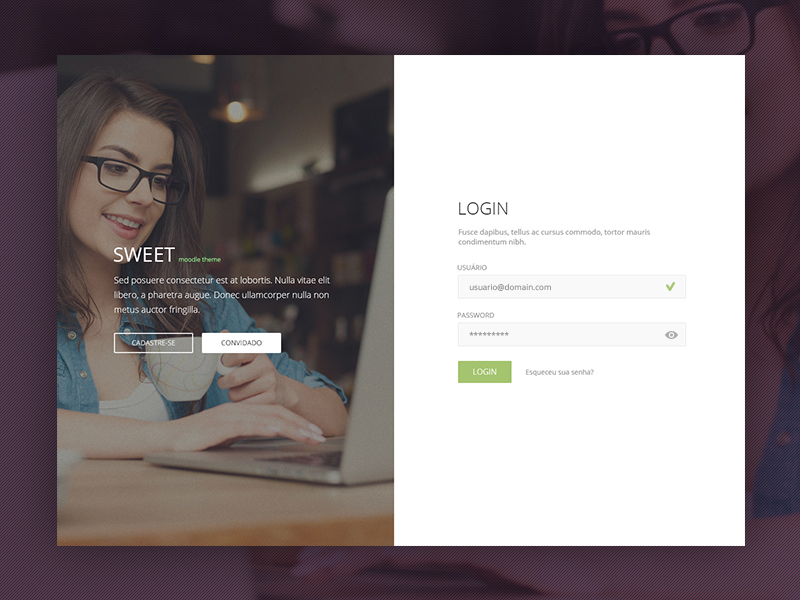 SWEET moodle theme
Sed posuere consectetur est at lobortis. Nulla vitae elit
libero, a pharetra augue. Donec ullamcorper nulla non
metus auctor fringilla.
CADASTRE-SE
CONVIDADO
LOGIN
Fusce dapibus, tellus ac cursus commodo, tortor mauris
condimentum nibh.
USUÁRIO
usuario@domain.com
PASSWORD
*********
LOGIN
Esqueceu sua senha?